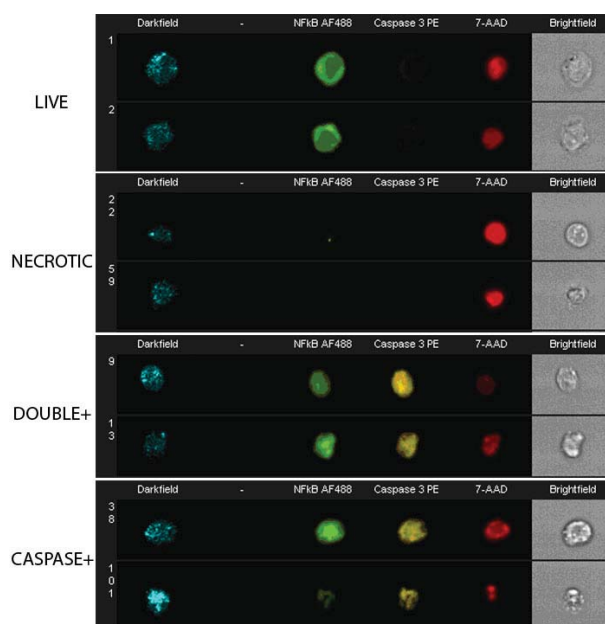 Darkfield - NFkB AF488 Caspase 3 PE 7-AAD Brightfield
1
LIVE
2
Darkfield - NFkB AF488 Caspase 3 PE 7-AAD Brightfield
2
2
NECROTIC
5
9
Darkfield - NFkB AF488 Caspase 3 PE 7-AAD Brightfield
9
DOUBLE+
1
3
Darkfield - NFkB AF488 Caspase 3 PE 7-AAD Brightfield
3
8
CASPASE+
1
0
1